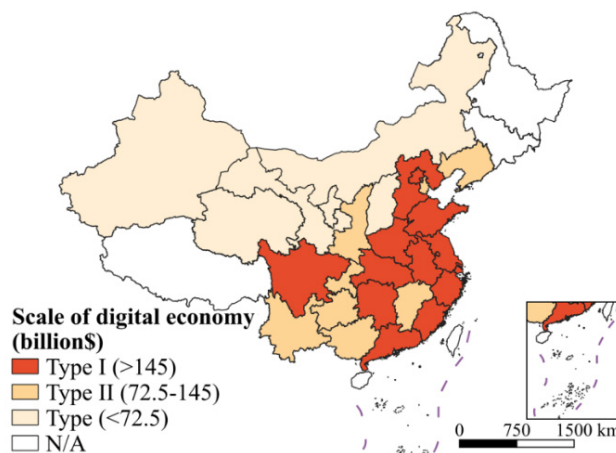 Scale of digital economy
(billion$)
Type I (>145)
Type II (72.5-145)
Type (<72.5)
N/A
0 750 1500 km